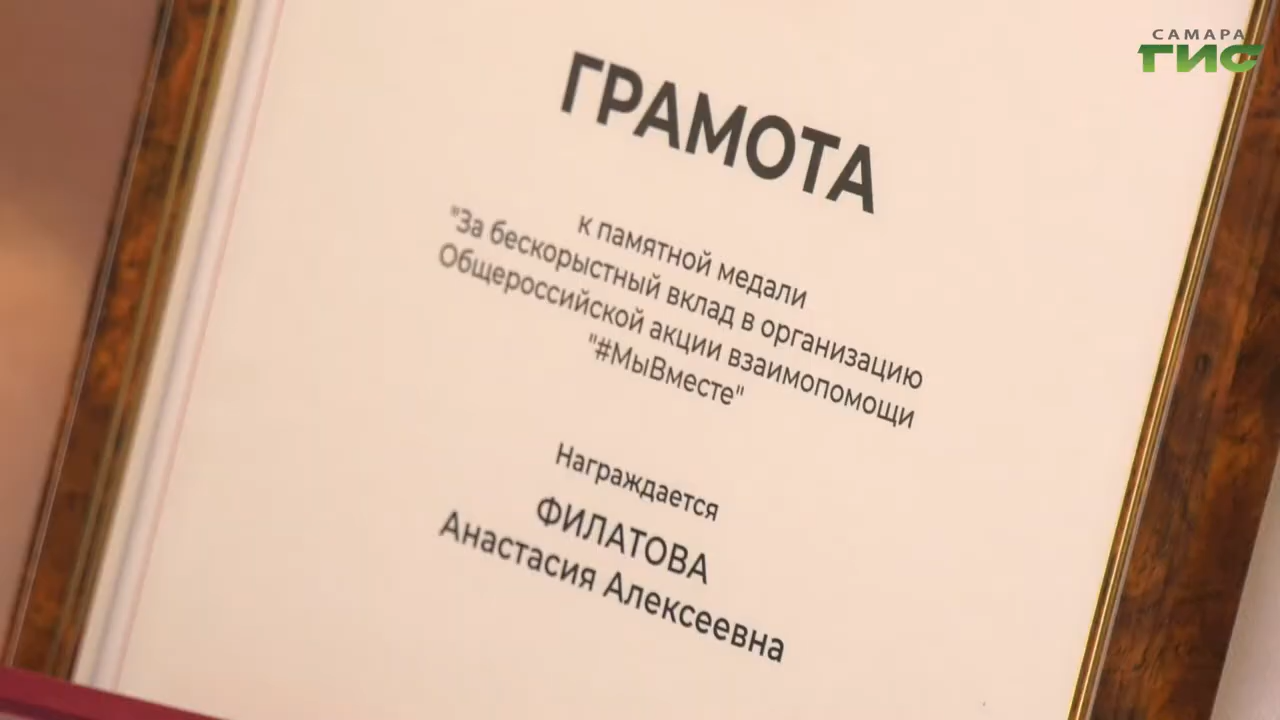 САМАРА
ГИС
ГРАМОТА
к памятной медали
"За бескорыстный вклад в организацию
Общероссийской акции взаимопомощи
"#МыВместе"
Награждается
ФИЛАТОВА
Анастасия Алексеевна